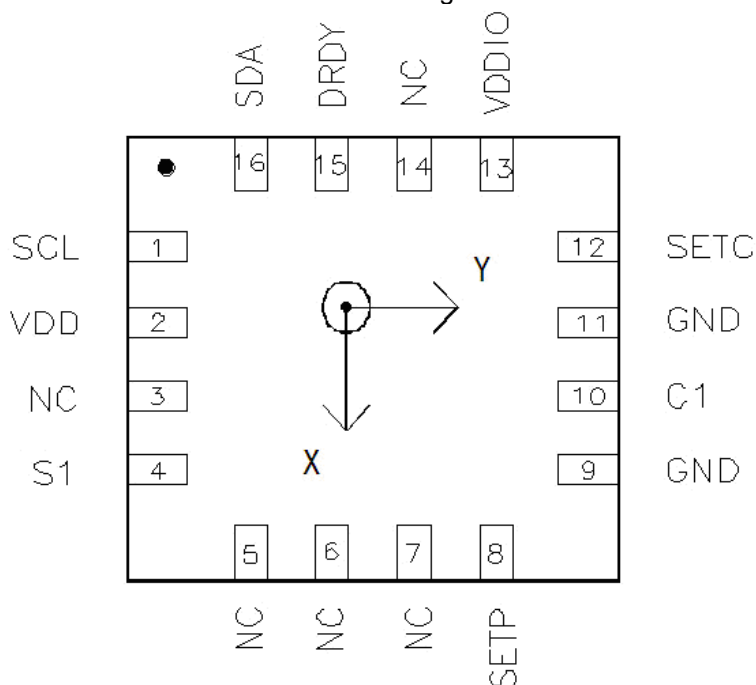 SDA DRDY NC VDDIO
16 15 14 13
SCL 1 12 SETC
Y
VDD 2 11 GND
NC 3 10 C1
X
S1 4 9 GND
5 6 7 8
NC NC NC SETP